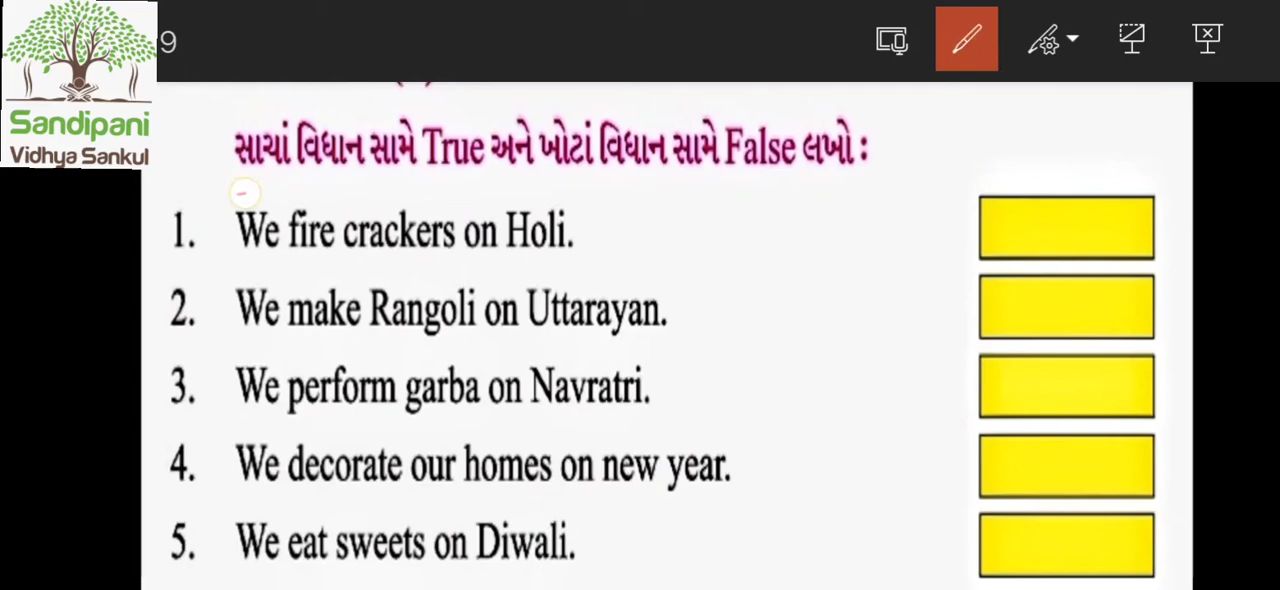 9
Sandipani
Vidhya Sankul
સાચાં વિધાન સામે True અને ખોટાં વિધાન સામે False લખો :
1. We fire crackers on Holi.
2. We make Rangoli on Uttarayan.
3. We perform garba on Navratri.
4. We decorate our homes on new year.
5. We eat sweets on Diwali.